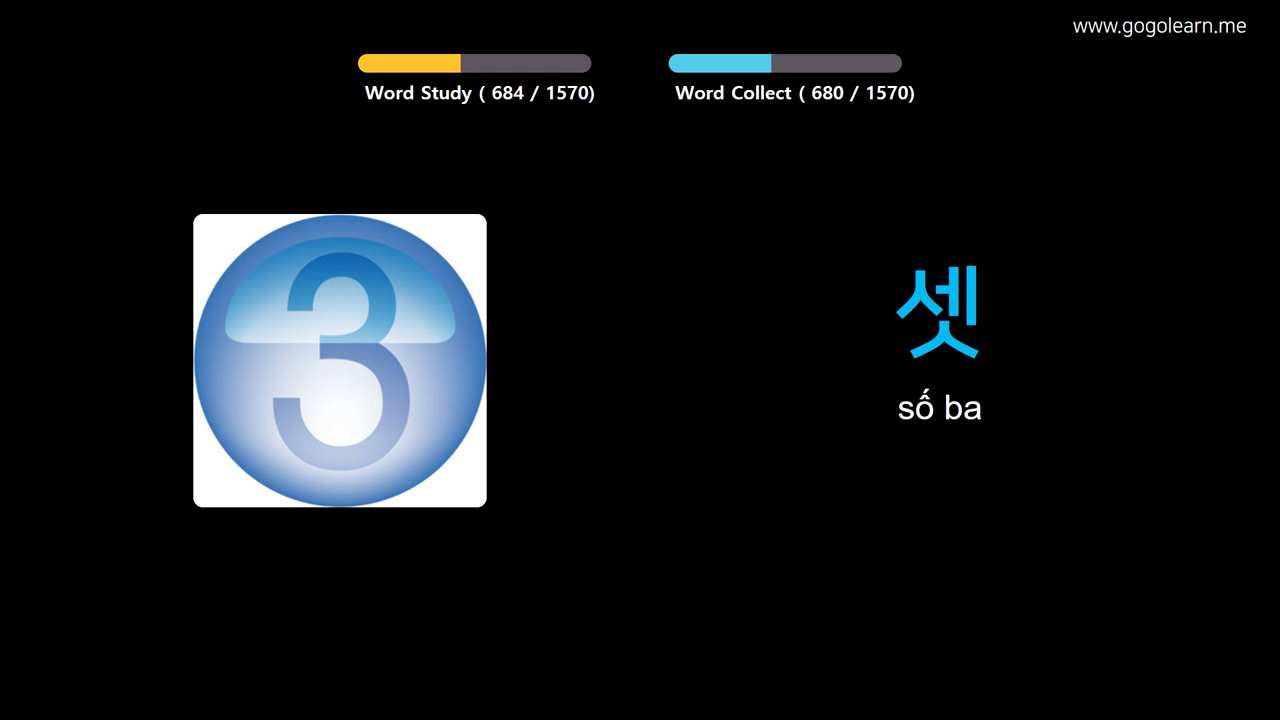 www.gogolearn.me
Word Study ( 684 / 1570)
Word Collect ( 680 / 1570)
3
셋
số ba